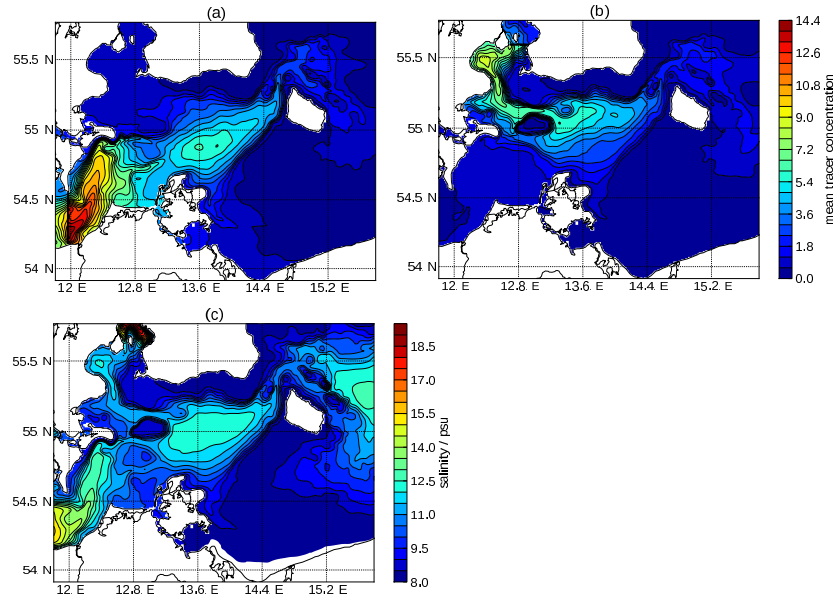 (a)
55.5 N
55 N
54.5 N
54 N
12 E 12.8 E 13.6 E 14.4 E 15.2 E
(b)
55.5 N
55 N
54.5 N
54 N
12 E 12.8 E 13.6 E 14.4 E 15.2 E
14.4
12.6
10.8
9.0
7.2
5.4
3.6
1.8
0.0
mean tracer concentration
(c)
55.5 N
55 N
54.5 N
54 N
12 E 12.8 E 13.6 E 14.4 E 15.2 E
18.5
17.0
15.5
14.0
12.5
11.0
9.5
8.0
salinity / psu